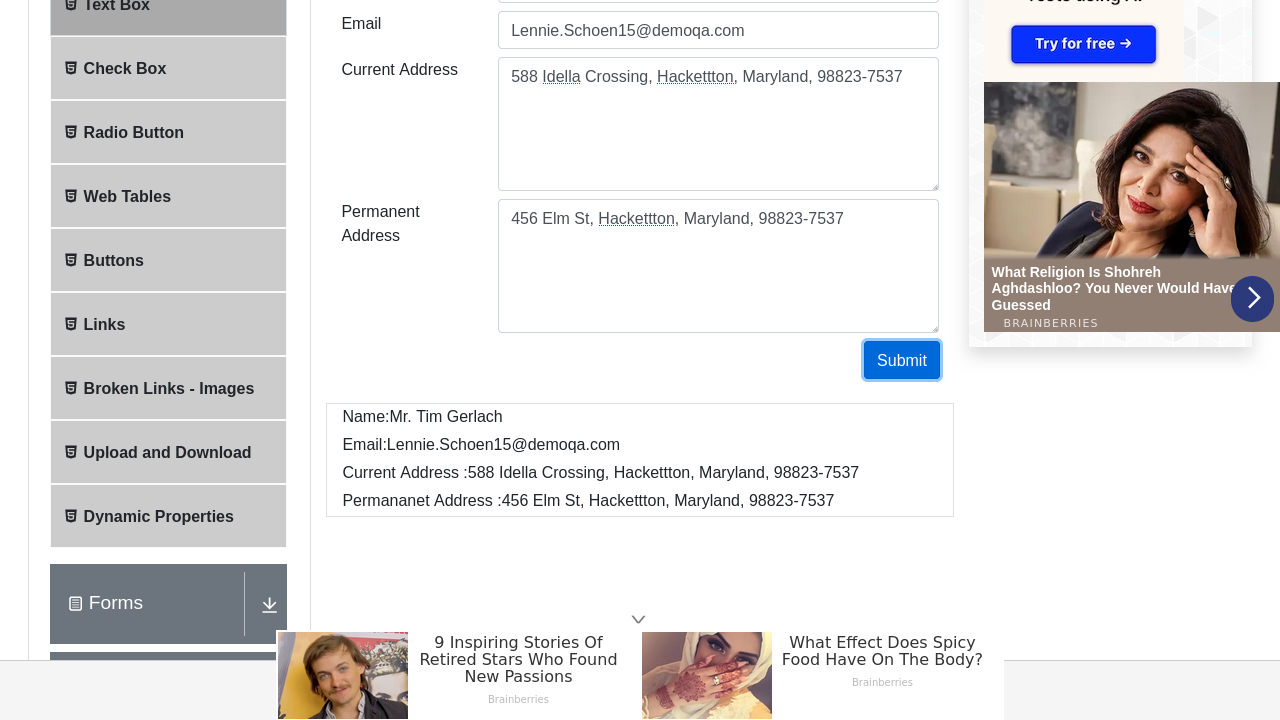 Text Box
Check Box
Radio Button
Web Tables
Buttons
Links
Broken Links - Images
Upload and Download
Dynamic Properties
Forms
Email
Lennie.Schoen15@demoqa.com
Current Address
588 Idella Crossing, Hackettton, Maryland, 98823-7537
Permanent
Address
456 Elm St, Hackettton, Maryland, 98823-7537
Submit
Name:Mr. Tim Gerlach
Email:Lennie.Schoen15@demoqa.com
Current Address :588 Idella Crossing, Hackettton, Maryland, 98823-7537
Permananet Address :456 Elm St, Hackettton, Maryland, 98823-7537
Try for free →
What Religion Is Shohreh
Aghdashloo? You Never Would Have
Guessed
BRAINBERRIES
9 Inspiring Stories Of
Retired Stars Who Found
New Passions
Brainberries
What Effect Does Spicy
Food Have On The Body?
Brainberries